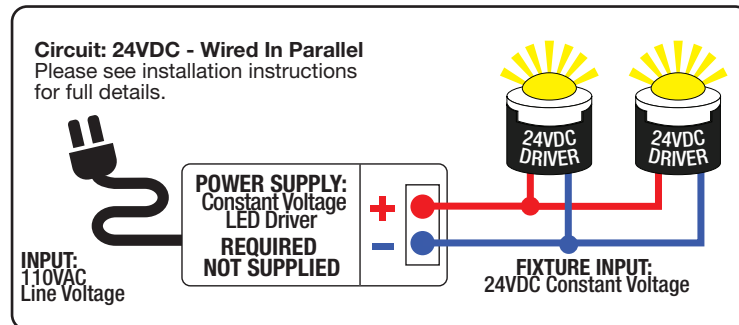 Circuit: 24VDC - Wired In Parallel
Please see installation instructions
for full details.
24VDC
DRIVER
24VDC
DRIVER
POWER SUPPLY:
Constant Voltage
LED Driver
REQUIRED
NOT SUPPLIED
+
–
INPUT:
110VAC
Line Voltage
FIXTURE INPUT:
24VDC Constant Voltage